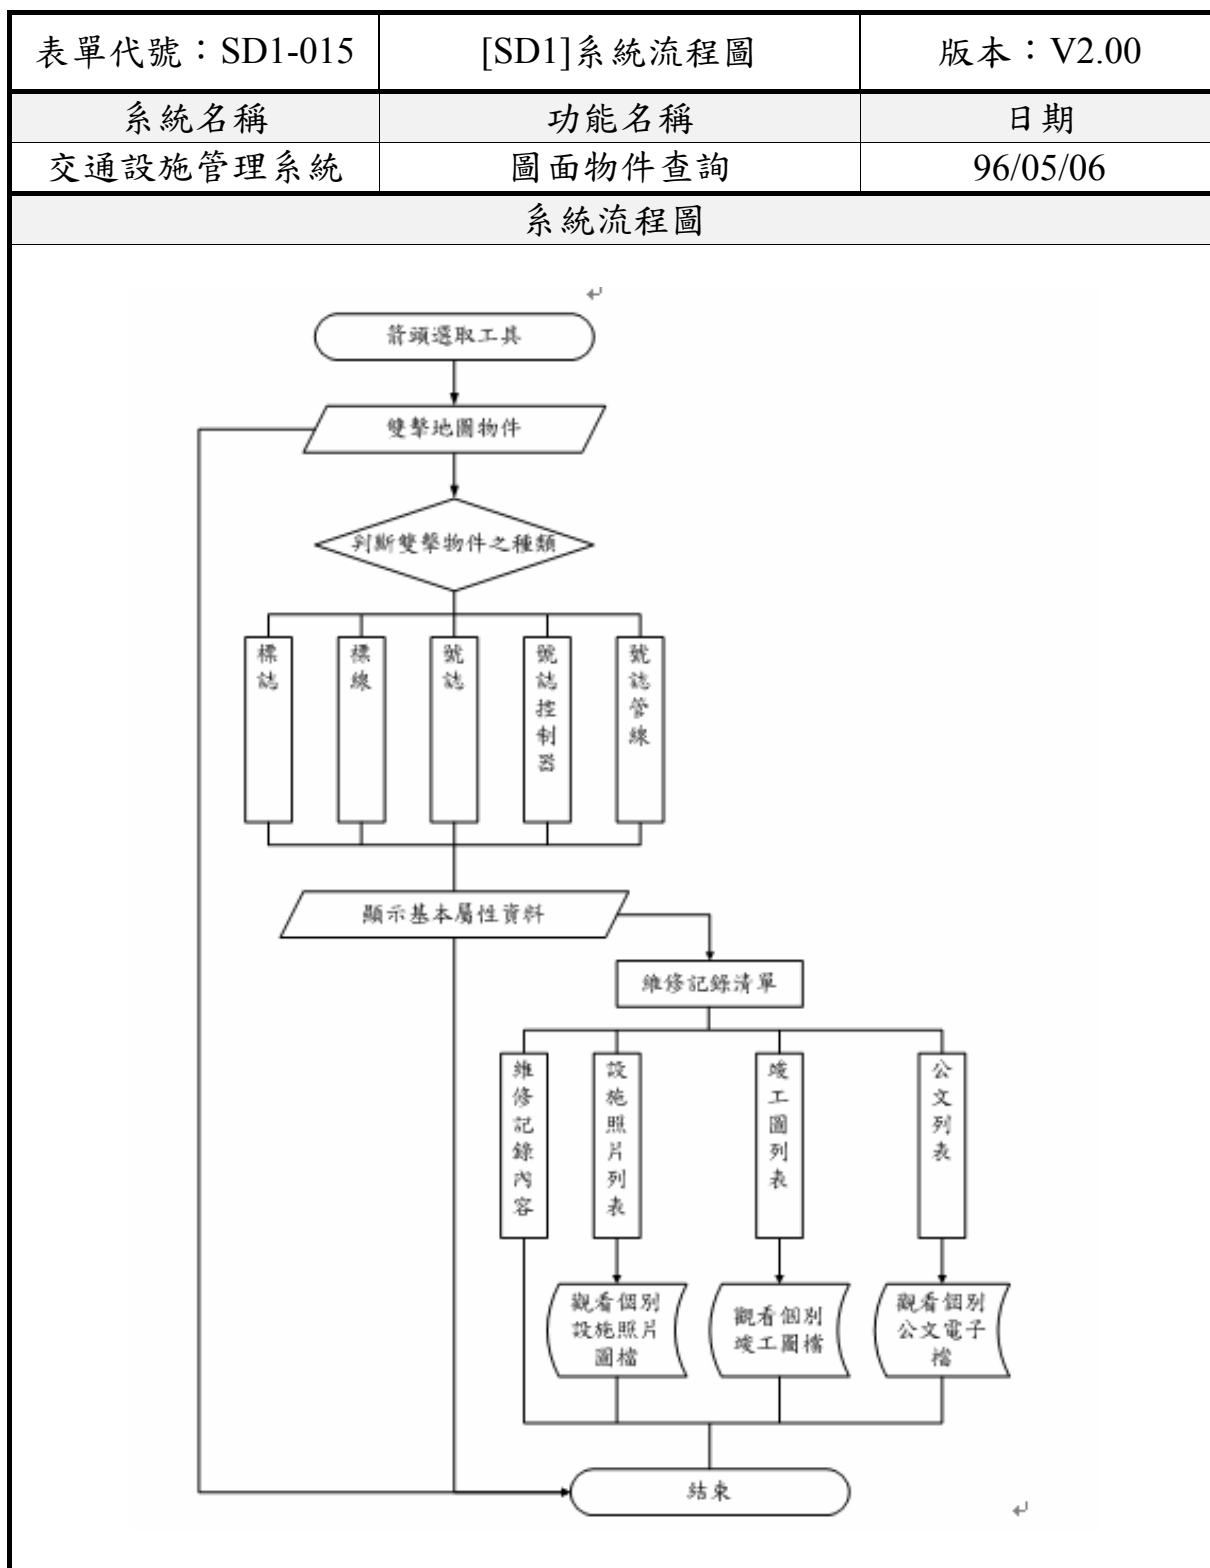 表單代號：SD1-015
[SD1]系統流程圖
版本：V2.00
系統名稱
功能名稱
日期
交通設施管理系統
圖面物件查詢
96/05/06
系統流程圖
箭頭選取工具
雙擊地圖物件
判斷雙擊物件之種類
標誌
標線
號誌
號誌控制器
號誌管線
顯示基本屬性資料
維修記錄清單
維修記錄內容
設施照片列表
竣工圖列表
公文列表
觀看個別
設施照片
圖檔
觀看個別
竣工圖檔
觀看個別
公文電子
檔
結束